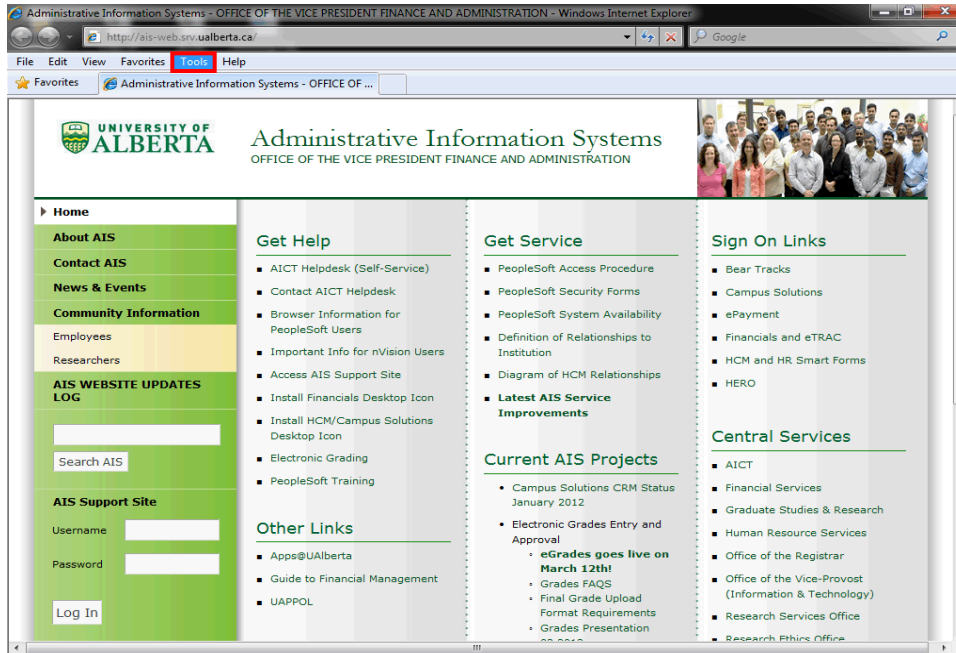 Administrative Information Systems - OFFICE OF THE VICE PRESIDENT FINANCE AND ADMINISTRATION - Windows Internet Explorer
http://ais-web.srv.ualberta.ca/
Google
File Edit View Favorites Tools Help
Favorites
Administrative Information Systems - OFFICE OF ...
UNIVERSITY OF
ALBERTA
Administrative Information Systems
OFFICE OF THE VICE PRESIDENT FINANCE AND ADMINISTRATION
Home
About AIS
Contact AIS
News & Events
Community Information
Employees
Researchers
AIS WEBSITE UPDATES
LOG
Search AIS
AIS Support Site
Username
Password
Log In
Get Help
AICT Helpdesk (Self-Service)
Contact AICT Helpdesk
Browser Information for
PeopleSoft Users
Important Info for nVision Users
Access AIS Support Site
Install Financials Desktop Icon
Install HCM/Campus Solutions
Desktop Icon
Electronic Grading
PeopleSoft Training
Other Links
Apps@UAlberta
Guide to Financial Management
UAPPOL
Get Service
PeopleSoft Access Procedure
PeopleSoft Security Forms
PeopleSoft System Availability
Definition of Relationships to
Institution
Diagram of HCM Relationships
Latest AIS Service
Improvements
Current AIS Projects
Campus Solutions CRM Status
January 2012
Electronic Grades Entry and
Approval
eGrades goes live on
March 12th!
Grades FAQS
Final Grade Upload
Format Requirements
Grades Presentation
Sign On Links
Bear Tracks
Campus Solutions
ePayment
Financials and eTRAC
HCM and HR Smart Forms
HERO
Central Services
AICT
Financial Services
Graduate Studies & Research
Human Resource Services
Office of the Registrar
Office of the Vice-Provost
(Information & Technology)
Research Services Office
Research Ethics Office